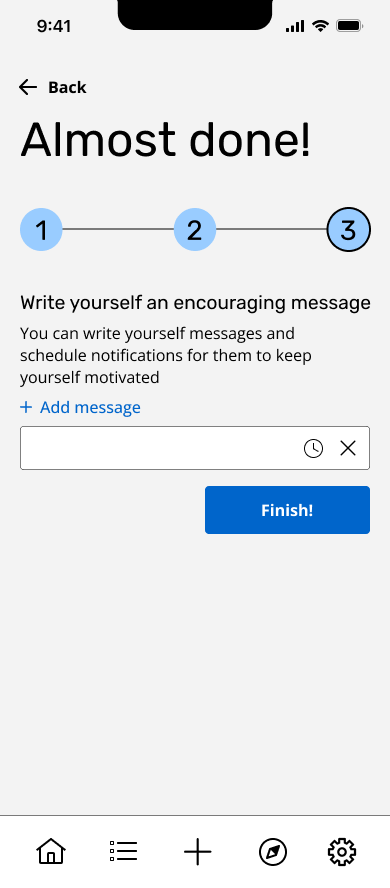 9:41
Back
Almost done!
1 2 3
Write yourself an encouraging message
You can write yourself messages and
schedule notifications for them to keep
yourself motivated
+ Add message
Finish!